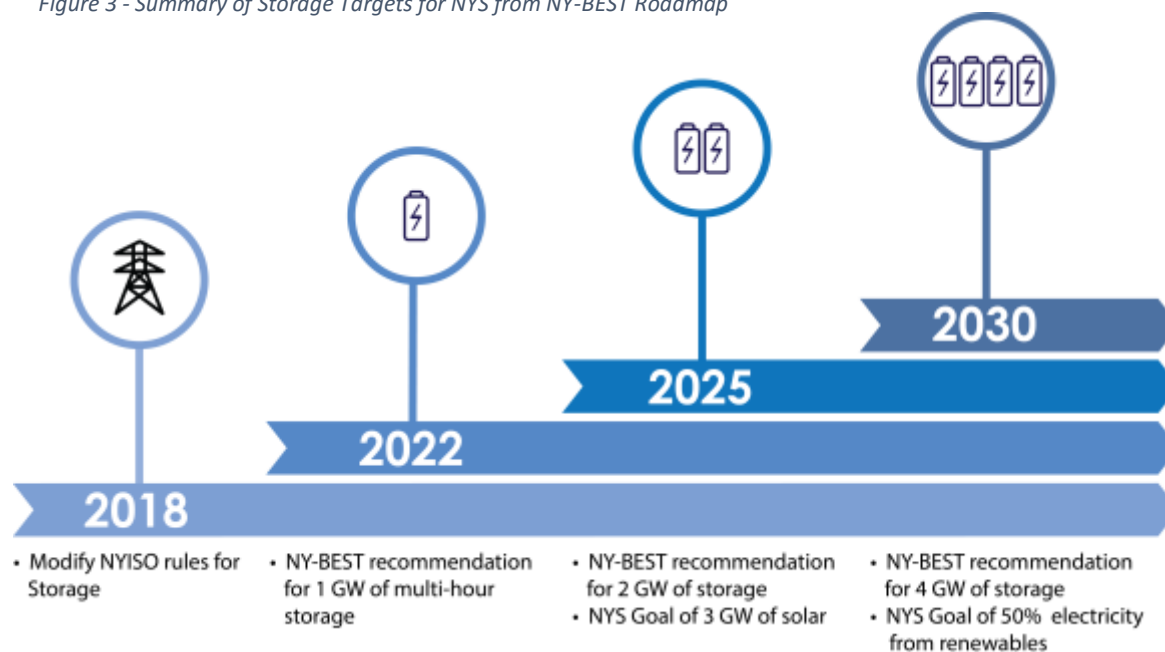 Figure 3 - Summary of Storage Targets for NYS from NY-BEST Roadmap
2030
2025
2022
2018
• Modify NYISO rules for
Storage
• NY-BEST recommendation
for 1 GW of multi-hour
storage
• NY-BEST recommendation
for 2 GW of storage
• NYS Goal of 3 GW of solar
• NY-BEST recommendation
for 4 GW of storage
• NYS Goal of 50% electricity
from renewables